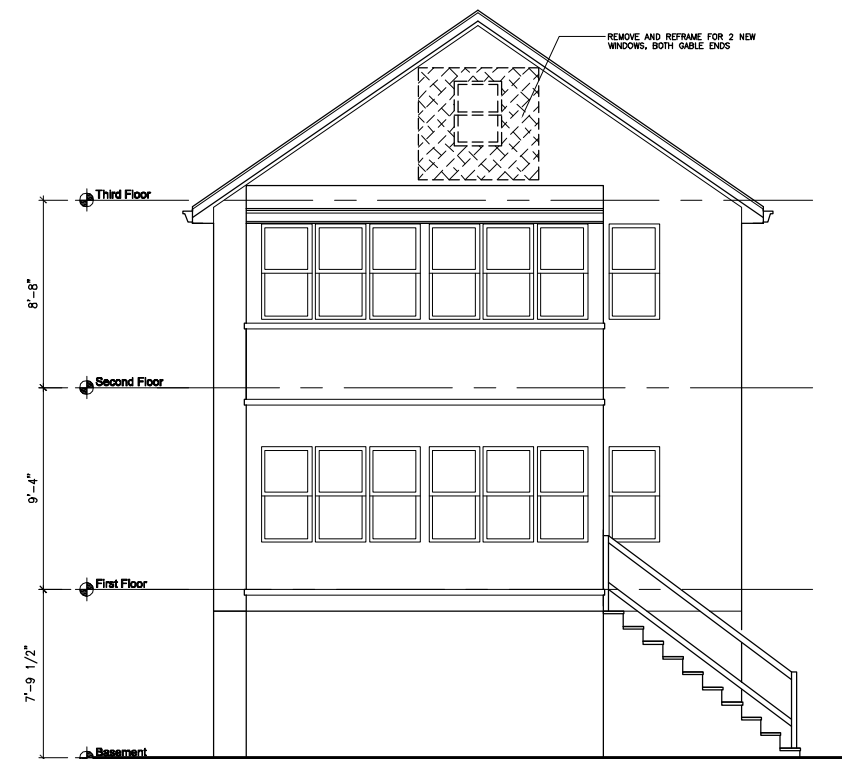 REMOVE AND REFRAME FOR 2 NEW
WINDOWS, BOTH GABLE ENDS
Third Floor
8'-8"
Second Floor
9'-4"
First Floor
7'-9 1/2"
Basement